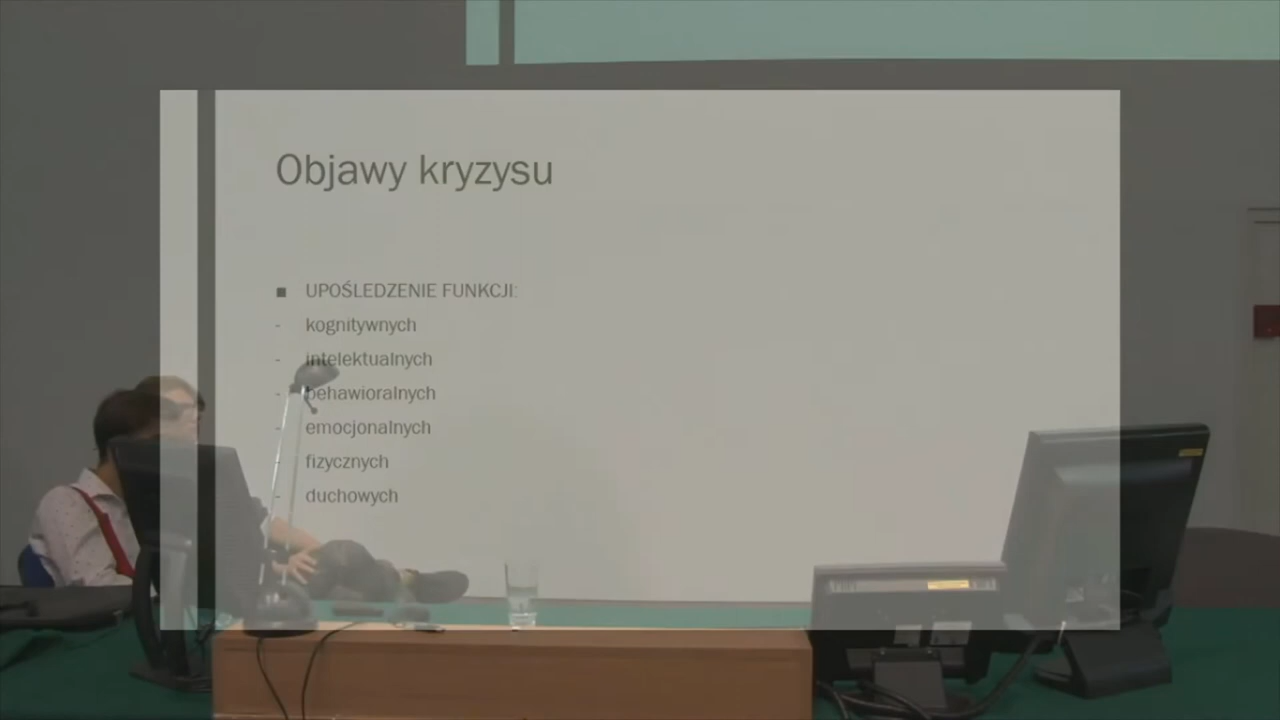 Objawy kryzysu
■ UPOŚLEDZENIE FUNKCJI:
- kognitywnych
- intelektualnych
- behawioralnych
- emocjonalnych
- fizycznych
- duchowych